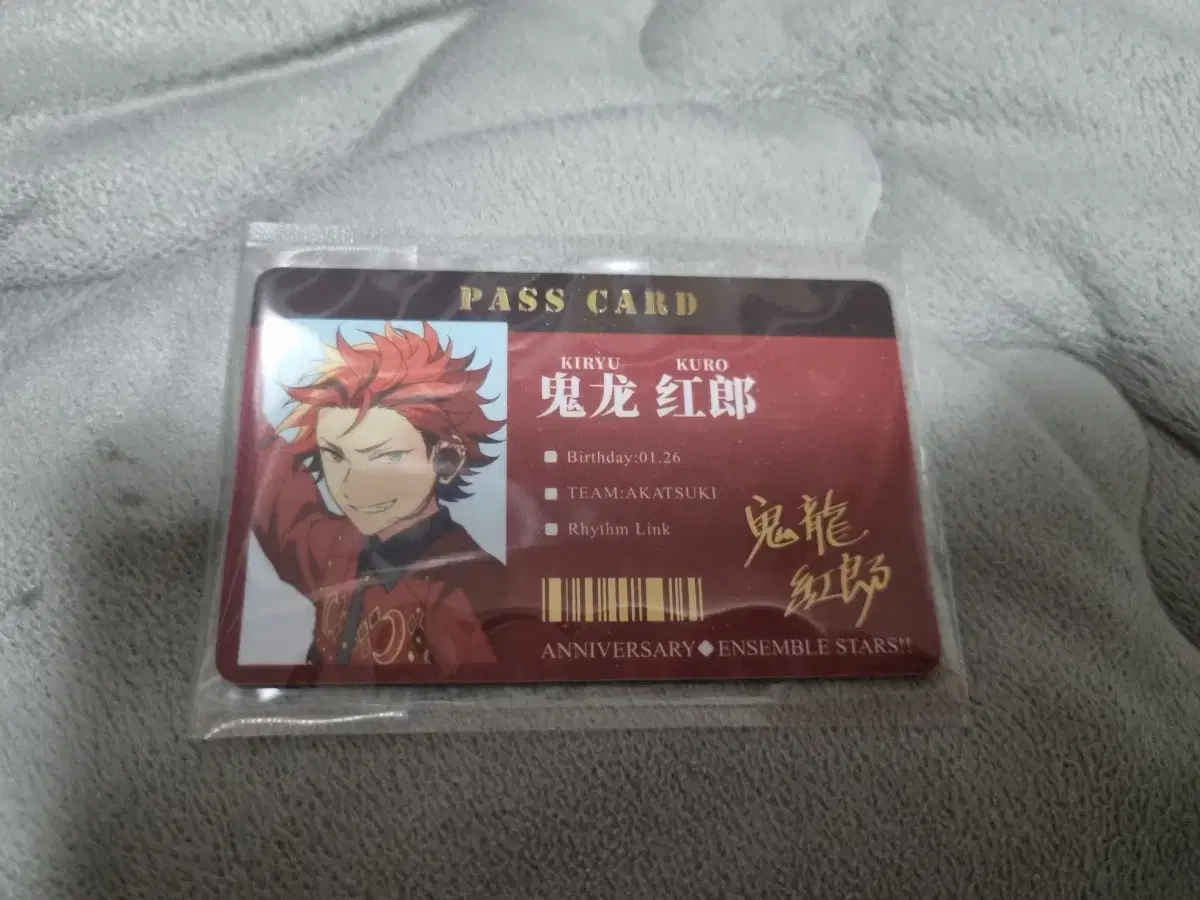 PASS CARD
KIRYU KURO
鬼龙 红郎
Birthday:01.26
TEAM:AKATSUKI
Rhythm Link
鬼龍
紅郎
ANNIVERSARY◆ENSEMBLE STARS!!